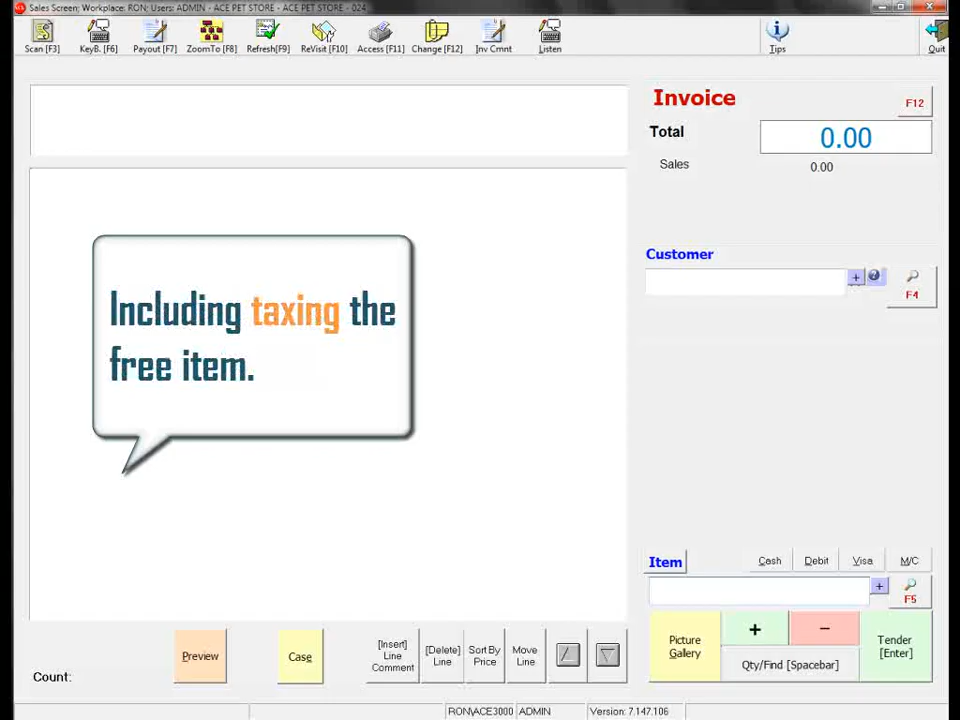 Sales Screen; Workplace: RON; Users: ADMIN - ACE PET STORE - ACE PET STORE - 024
Scan [F3]
KeyB. [F6]
Payout [F7]
ZoomTo [F8]
Refresh[F9]
ReVisit [F10]
Access [F11]
Change [F12]
Inv Cmnt
Listen
Tips
Quit
Invoice
F12
Total
0.00
Sales
0.00
Customer
+
F4
Including taxing the
free item.
Item
Cash
Debit
Visa
M/C
+
F5
Picture
Gallery
+
−
Tender
[Enter]
Qty/Find [Spacebar]
Count:
Preview
Case
[Insert]
Line
Comment
[Delete]
Line
Sort By
Price
Move
Line
RON\ACE3000
ADMIN
Version: 7.147.106